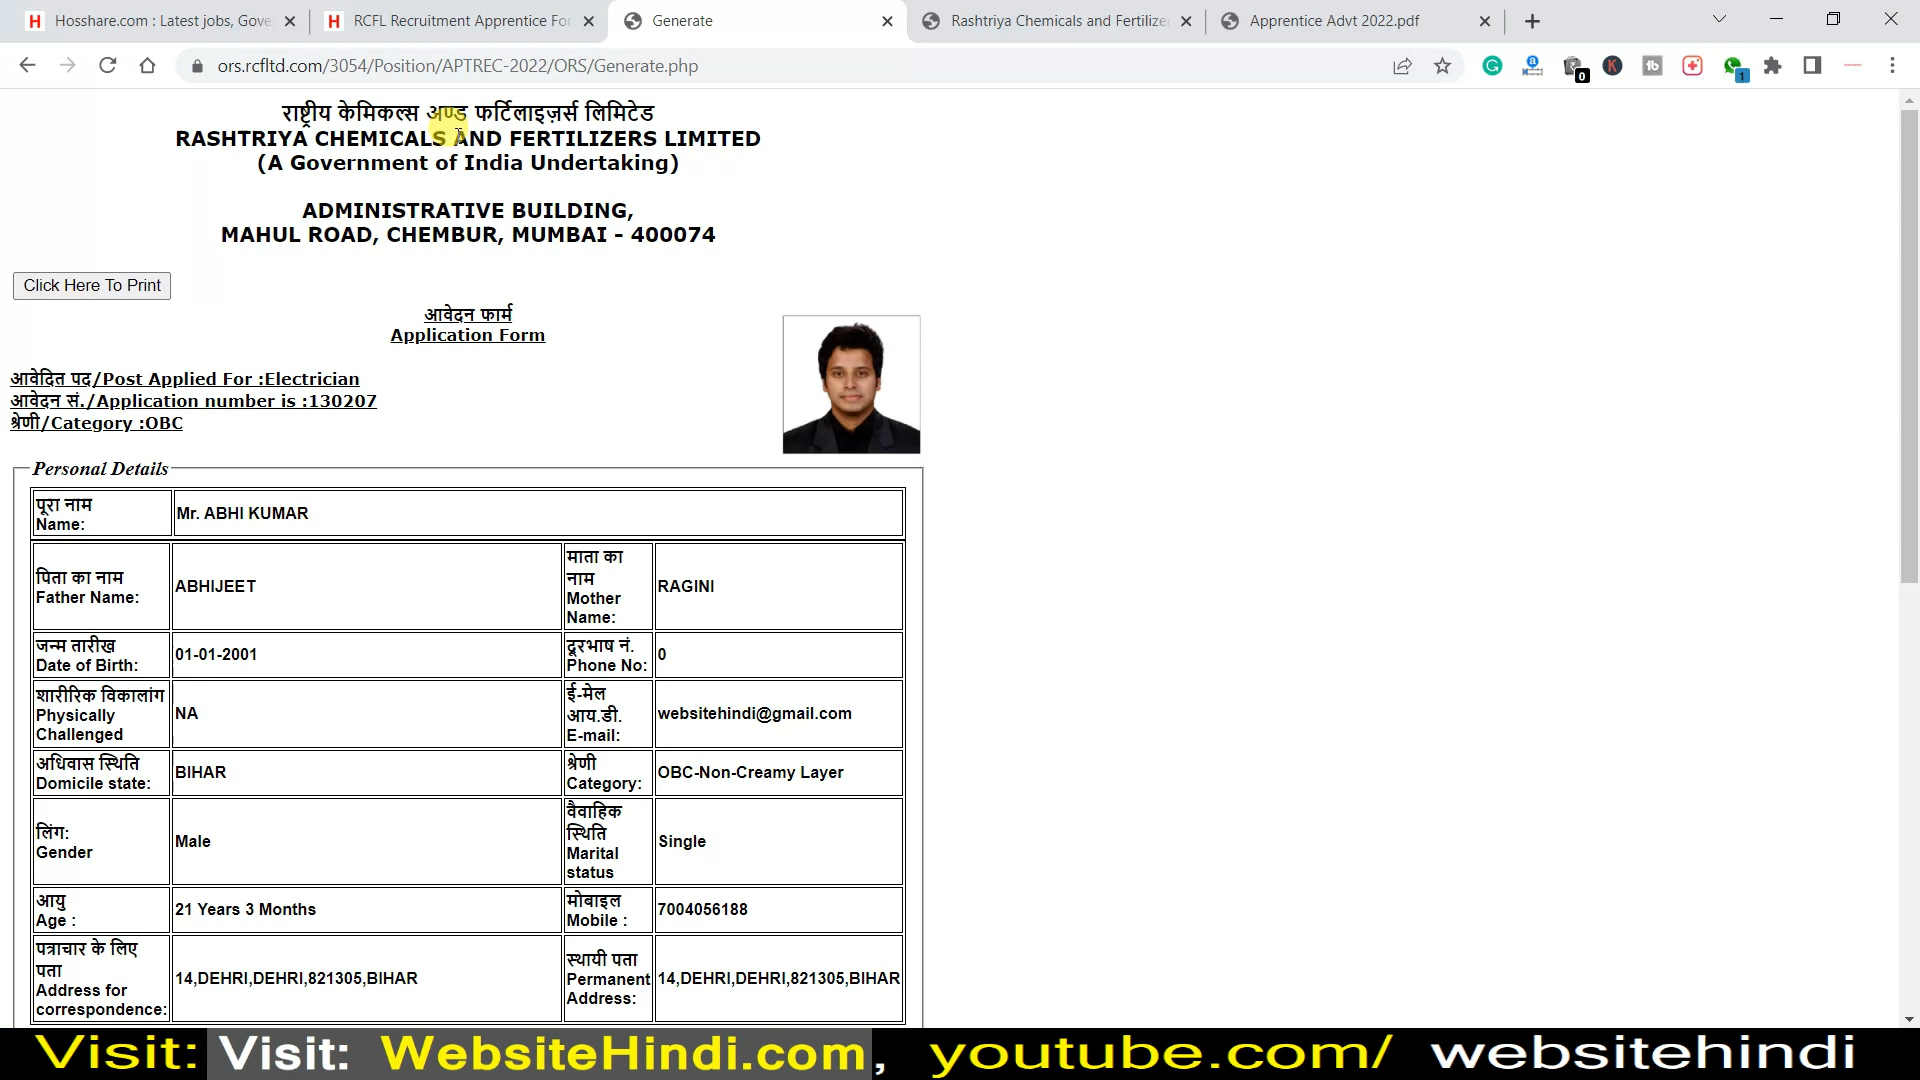 Hosshare.com : Latest jobs, Gove
RCFL Recruitment Apprentice For
Generate
Rashtriya Chemicals and Fertilize
Apprentice Advt 2022.pdf
ors.rcfltd.com/3054/Position/APTREC-2022/ORS/Generate.php
राष्ट्रीय केमिकल्स अण्ड फर्टिलाइज़र्स लिमिटेड
RASHTRIYA CHEMICALS AND FERTILIZERS LIMITED
(A Government of India Undertaking)
ADMINISTRATIVE BUILDING,
MAHUL ROAD, CHEMBUR, MUMBAI - 400074
Click Here To Print
आवेदन फार्म
Application Form
आवेदित पद/Post Applied For :Electrician
आवेदन सं./Application number is :130207
श्रेणी/Category :OBC
Personal Details
पूरा नाम
Name:
Mr. ABHI KUMAR
पिता का नाम
Father Name:
ABHIJEET
माता का
नाम
Mother
Name:
RAGINI
जन्म तारीख
Date of Birth:
01-01-2001
दूरभाष नं.
Phone No:
0
शारीरिक विकालांग
Physically
Challenged
NA
ई-मेल
आय.डी.
E-mail:
websitehindi@gmail.com
अधिवास स्थिति
Domicile state:
BIHAR
श्रेणी
Category:
OBC-Non-Creamy Layer
लिंग:
Gender
Male
वैवाहिक
स्थिति
Marital
status
Single
आयु
Age :
21 Years 3 Months
मोबाइल
Mobile :
7004056188
पत्राचार के लिए
पता
Address for
correspondence:
14,DEHRI,DEHRI,821305,BIHAR
स्थायी पता
Permanent
Address:
14,DEHRI,DEHRI,821305,BIHAR
Visit: Visit: WebsiteHindi.com, youtube.com/ websitehindi